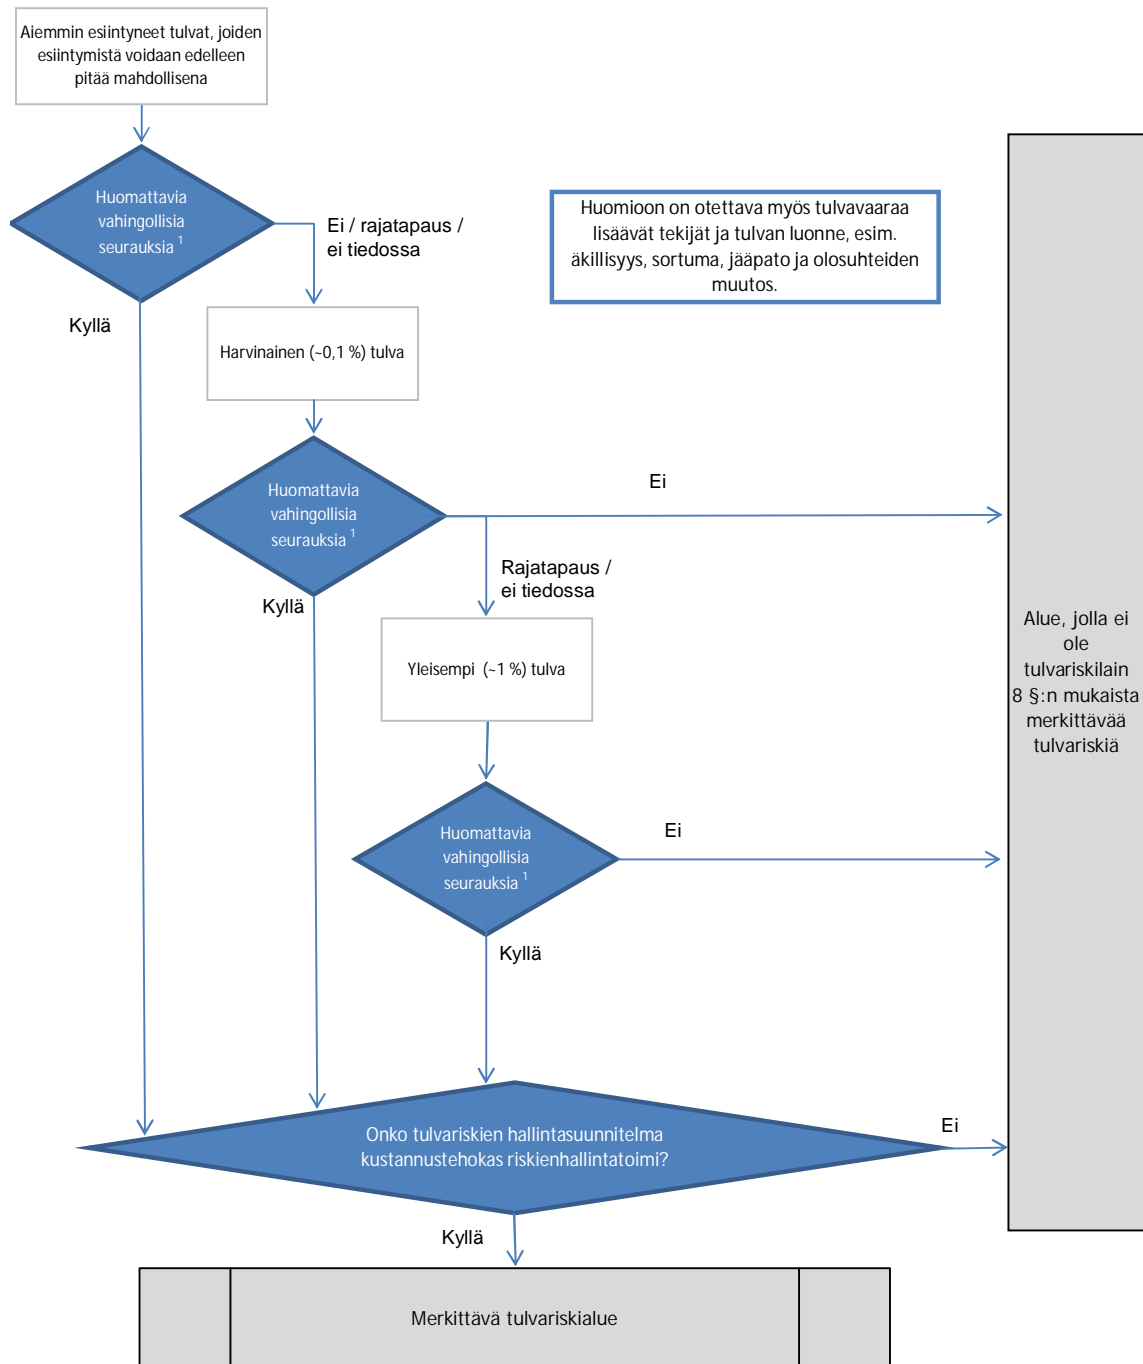 Aiemmin esiintyneet tulvat, joiden
esiintymistä voidaan edelleen
pitää mahdollisena
Huomattavia
vahingollisia
seurauksia 1
Ei / rajatapaus /
ei tiedossa
Kyllä
Huomioon on otettava myös tulvavaaraa
lisäävät tekijät ja tulvan luonne, esim.
äkillisyys, sortuma, jääpato ja olosuhteiden
muutos.
Harvinainen (~0,1 %) tulva
Huomattavia
vahingollisia
seurauksia 1
Ei
Rajatapaus /
ei tiedossa
Kyllä
Yleisempi (~1 %) tulva
Alue, jolla ei
ole
tulvariskilain
8 §:n mukaista
merkittävää
tulvariskiä
Huomattavia
vahingollisia
seurauksia 1
Ei
Kyllä
Onko tulvariskien hallintasuunnitelma
kustannustehokas riskienhallintatoimi?
Ei
Kyllä
Merkittävä tulvariskialue